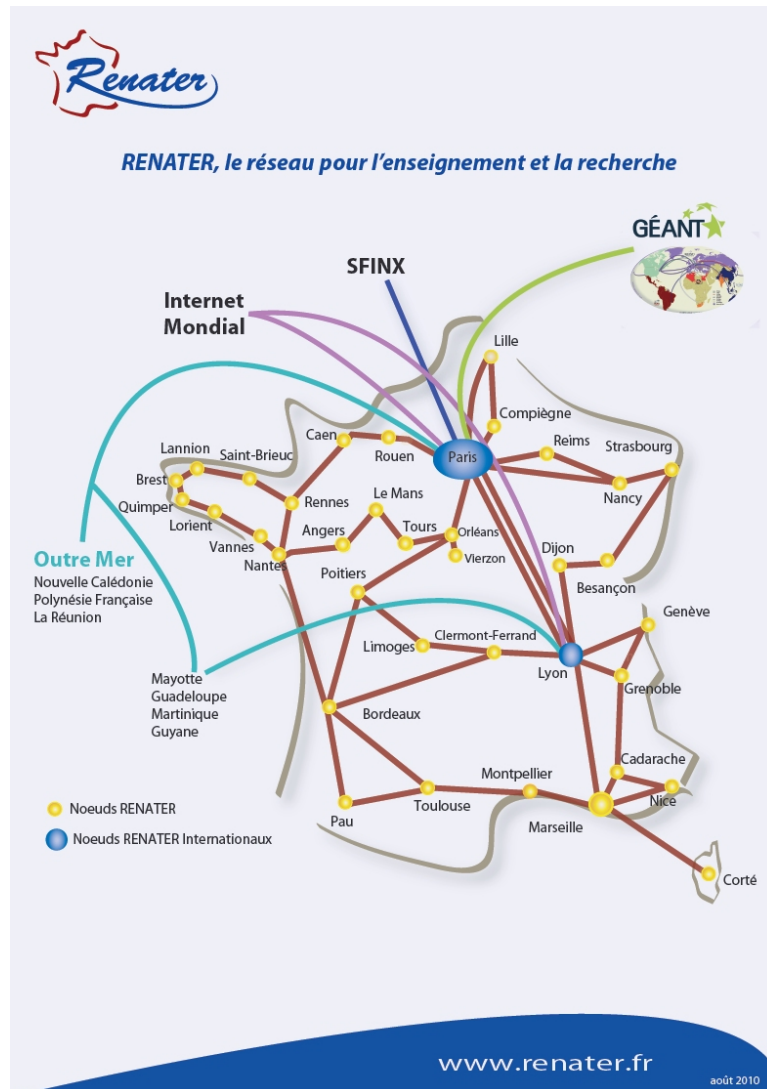 Renater
RENATER, le réseau pour l'enseignement et la recherche
GÉANT
SFINX
Internet
Mondial
Lille
Compiègne
Caen
Rouen
Paris
Reims
Strasbourg
Lannion
Saint-Brieuc
Brest
Rennes
Le Mans
Nancy
Quimper
Lorient
Angers
Tours
Orléans
Vannes
Nantes
Vierzon
Dijon
Besançon
Outre Mer
Nouvelle Calédonie
Polynésie Française
La Réunion
Poitiers
Genève
Limoges
Clermont-Ferrand
Lyon
Mayotte
Guadeloupe
Martinique
Guyane
Grenoble
Bordeaux
Cadarache
Montpellier
Nice
Noeuds RENATER
Pau
Toulouse
Marseille
Noeuds RENATER Internationaux
Corté
www.renater.fr
août 2010